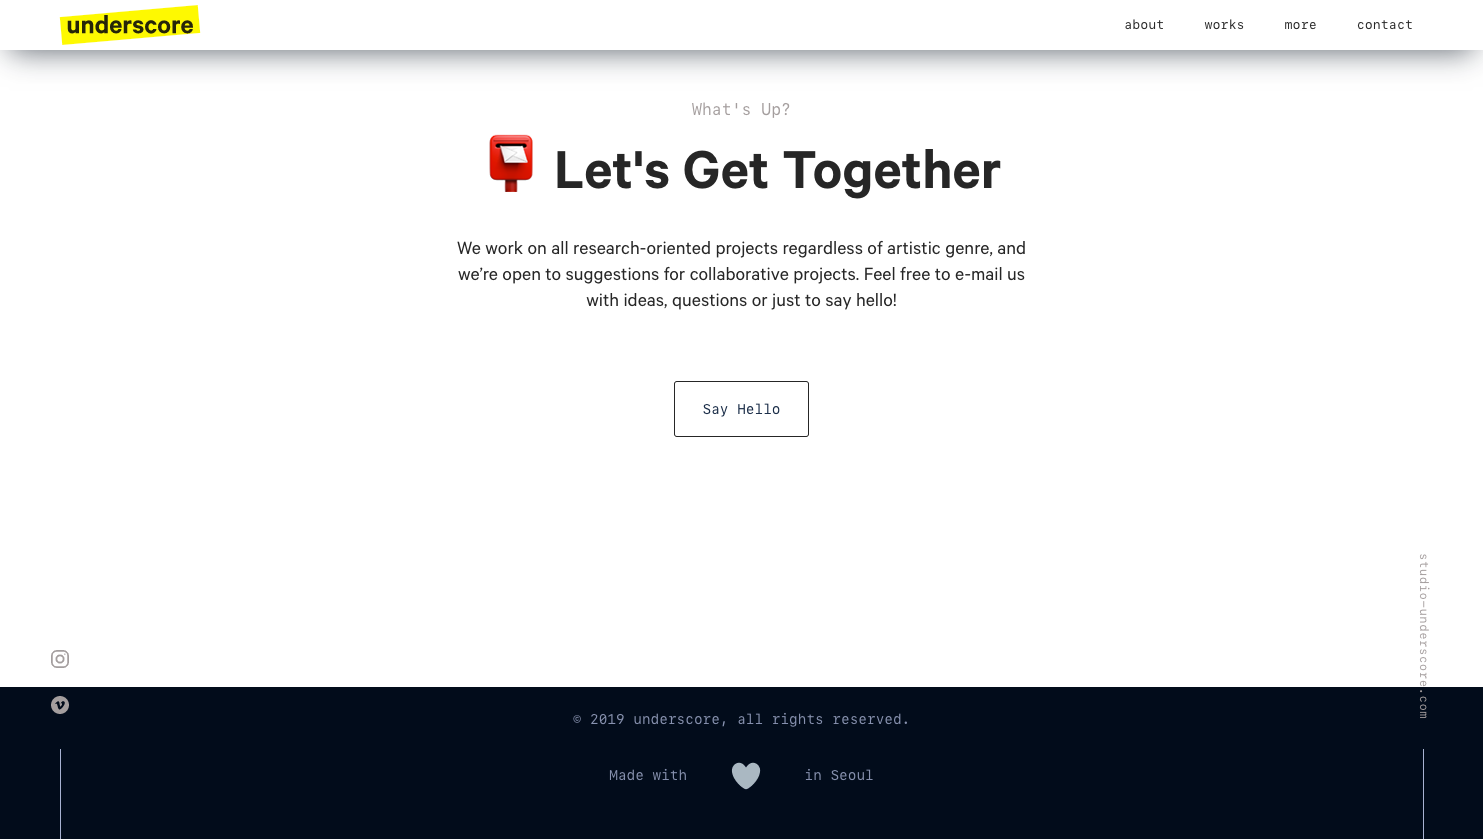 underscore
about
works
more
contact
What's Up?
Let's Get Together
We work on all research-oriented projects regardless of artistic genre, and
we’re open to suggestions for collaborative projects. Feel free to e-mail us
with ideas, questions or just to say hello!
Say Hello
studio-underscore.com
© 2019 underscore, all rights reserved.
Made with
in Seoul